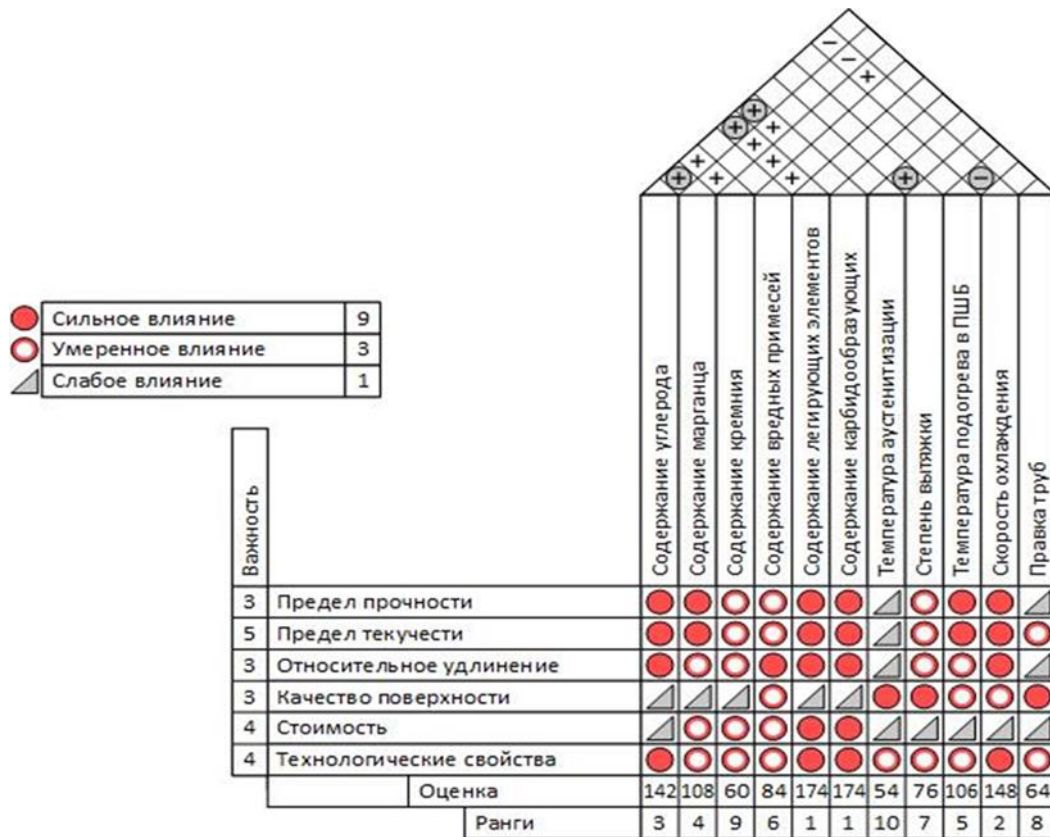 Сильное влияние 9
Умеренное влияние 3
Слабое влияние 1
Важность
Содержание углерода
Содержание марганца
Содержание кремния
Содержание вредных примесей
Содержание легирующих элементов
Содержание карбидообразующих
Температура аустенитизации
Степень вытяжки
Температура подогрева в ПШБ
Скорость охлаждения
Правка труб
3 Предел прочности
5 Предел текучести
3 Относительное удлинение
3 Качество поверхности
4 Стоимость
4 Технологические свойства
Оценка 142 108 60 84 174 174 54 76 106 148 64
Ранги 3 4 9 6 1 1 10 7 5 2 8